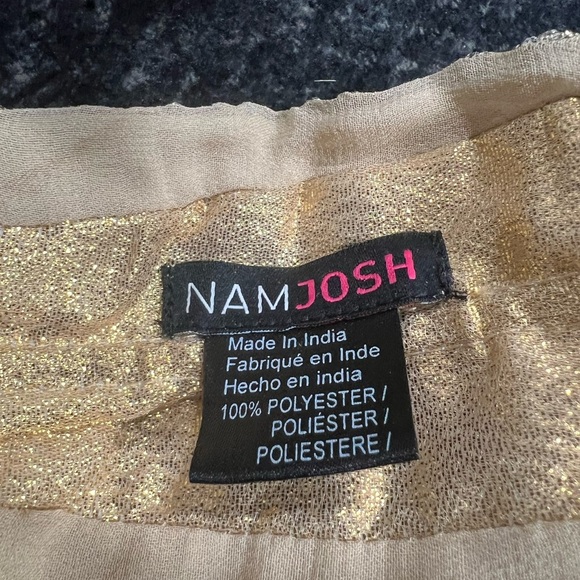 NAMJOSH
Made In India
Fabriqué en Inde
Hecho en india
100% POLYESTER /
POLIÉSTER /
POLIESTERE /